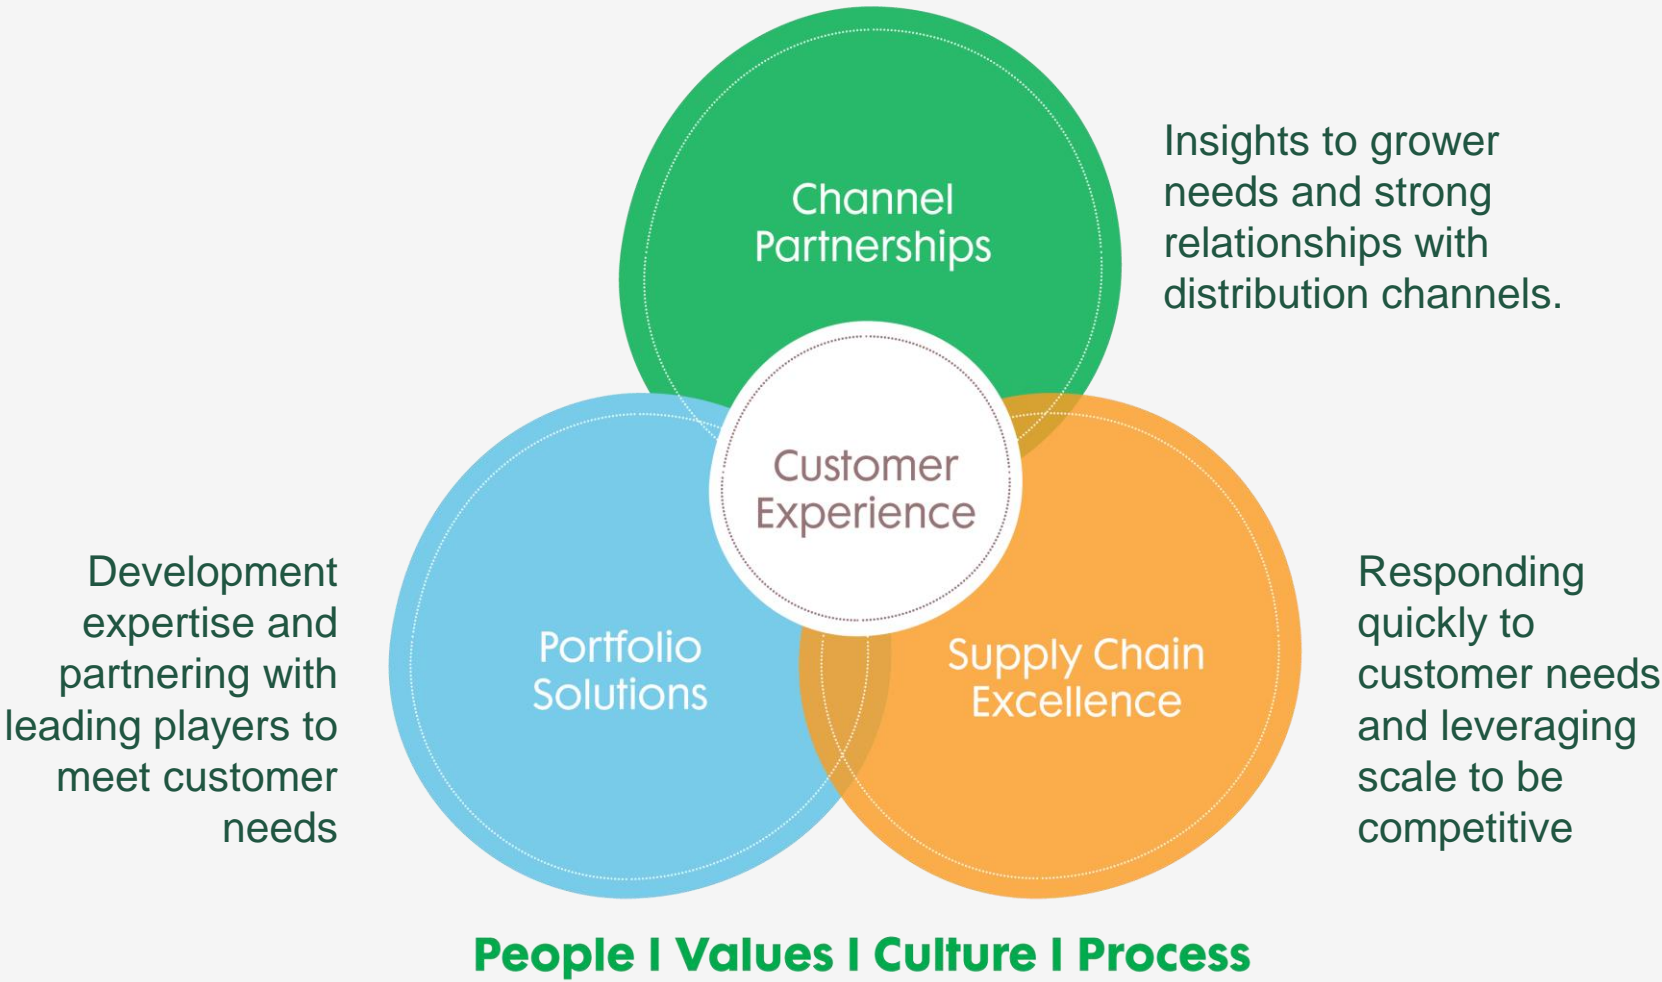 Channel
Partnerships
Insights to grower
needs and strong
relationships with
distribution channels.
Customer
Experience
Development
expertise and
partnering with
leading players to
meet customer
needs
Portfolio
Solutions
Supply Chain
Excellence
Responding
quickly to
customer needs
and leveraging
scale to be
competitive
People I Values I Culture I Process